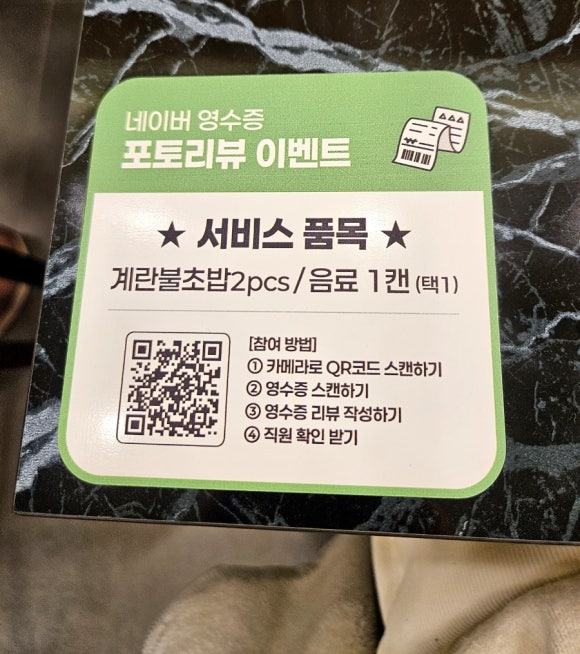 네이버 영수증
포토리뷰 이벤트
★ 서비스 품목 ★
계란불초밥2pcs / 음료 1캔 (택1)
[참여 방법]
① 카메라로 QR코드 스캔하기
② 영수증 스캔하기
③ 영수증 리뷰 작성하기
④ 직원 확인 받기